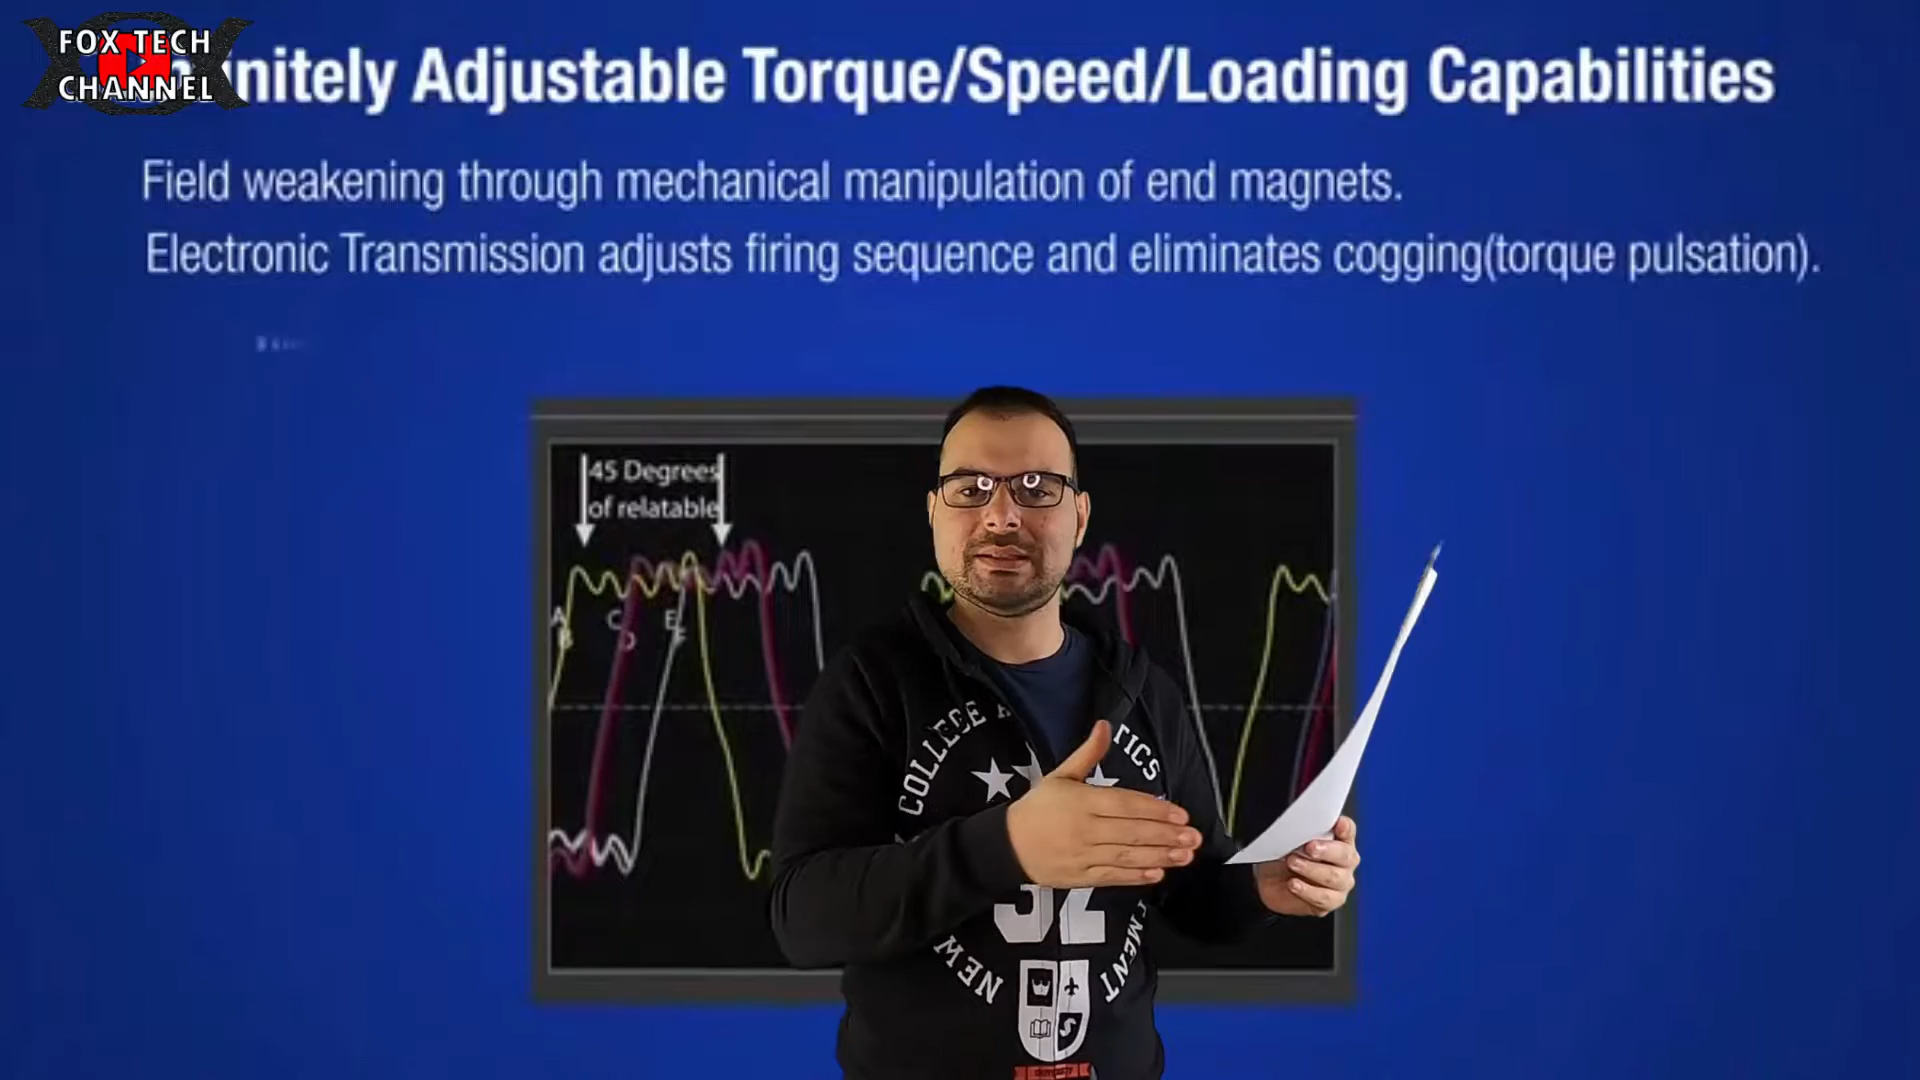 FOX TECH
CHANNEL
nitely Adjustable Torque/Speed/Loading Capabilities
Field weakening through mechanical manipulation of end magnets.
Electronic Transmission adjusts firing sequence and eliminates cogging(torque pulsation).
45 Degrees
of relatable
A
B
C
D
E
F
COLLEGE A TICS
32
NEW TMENT
S